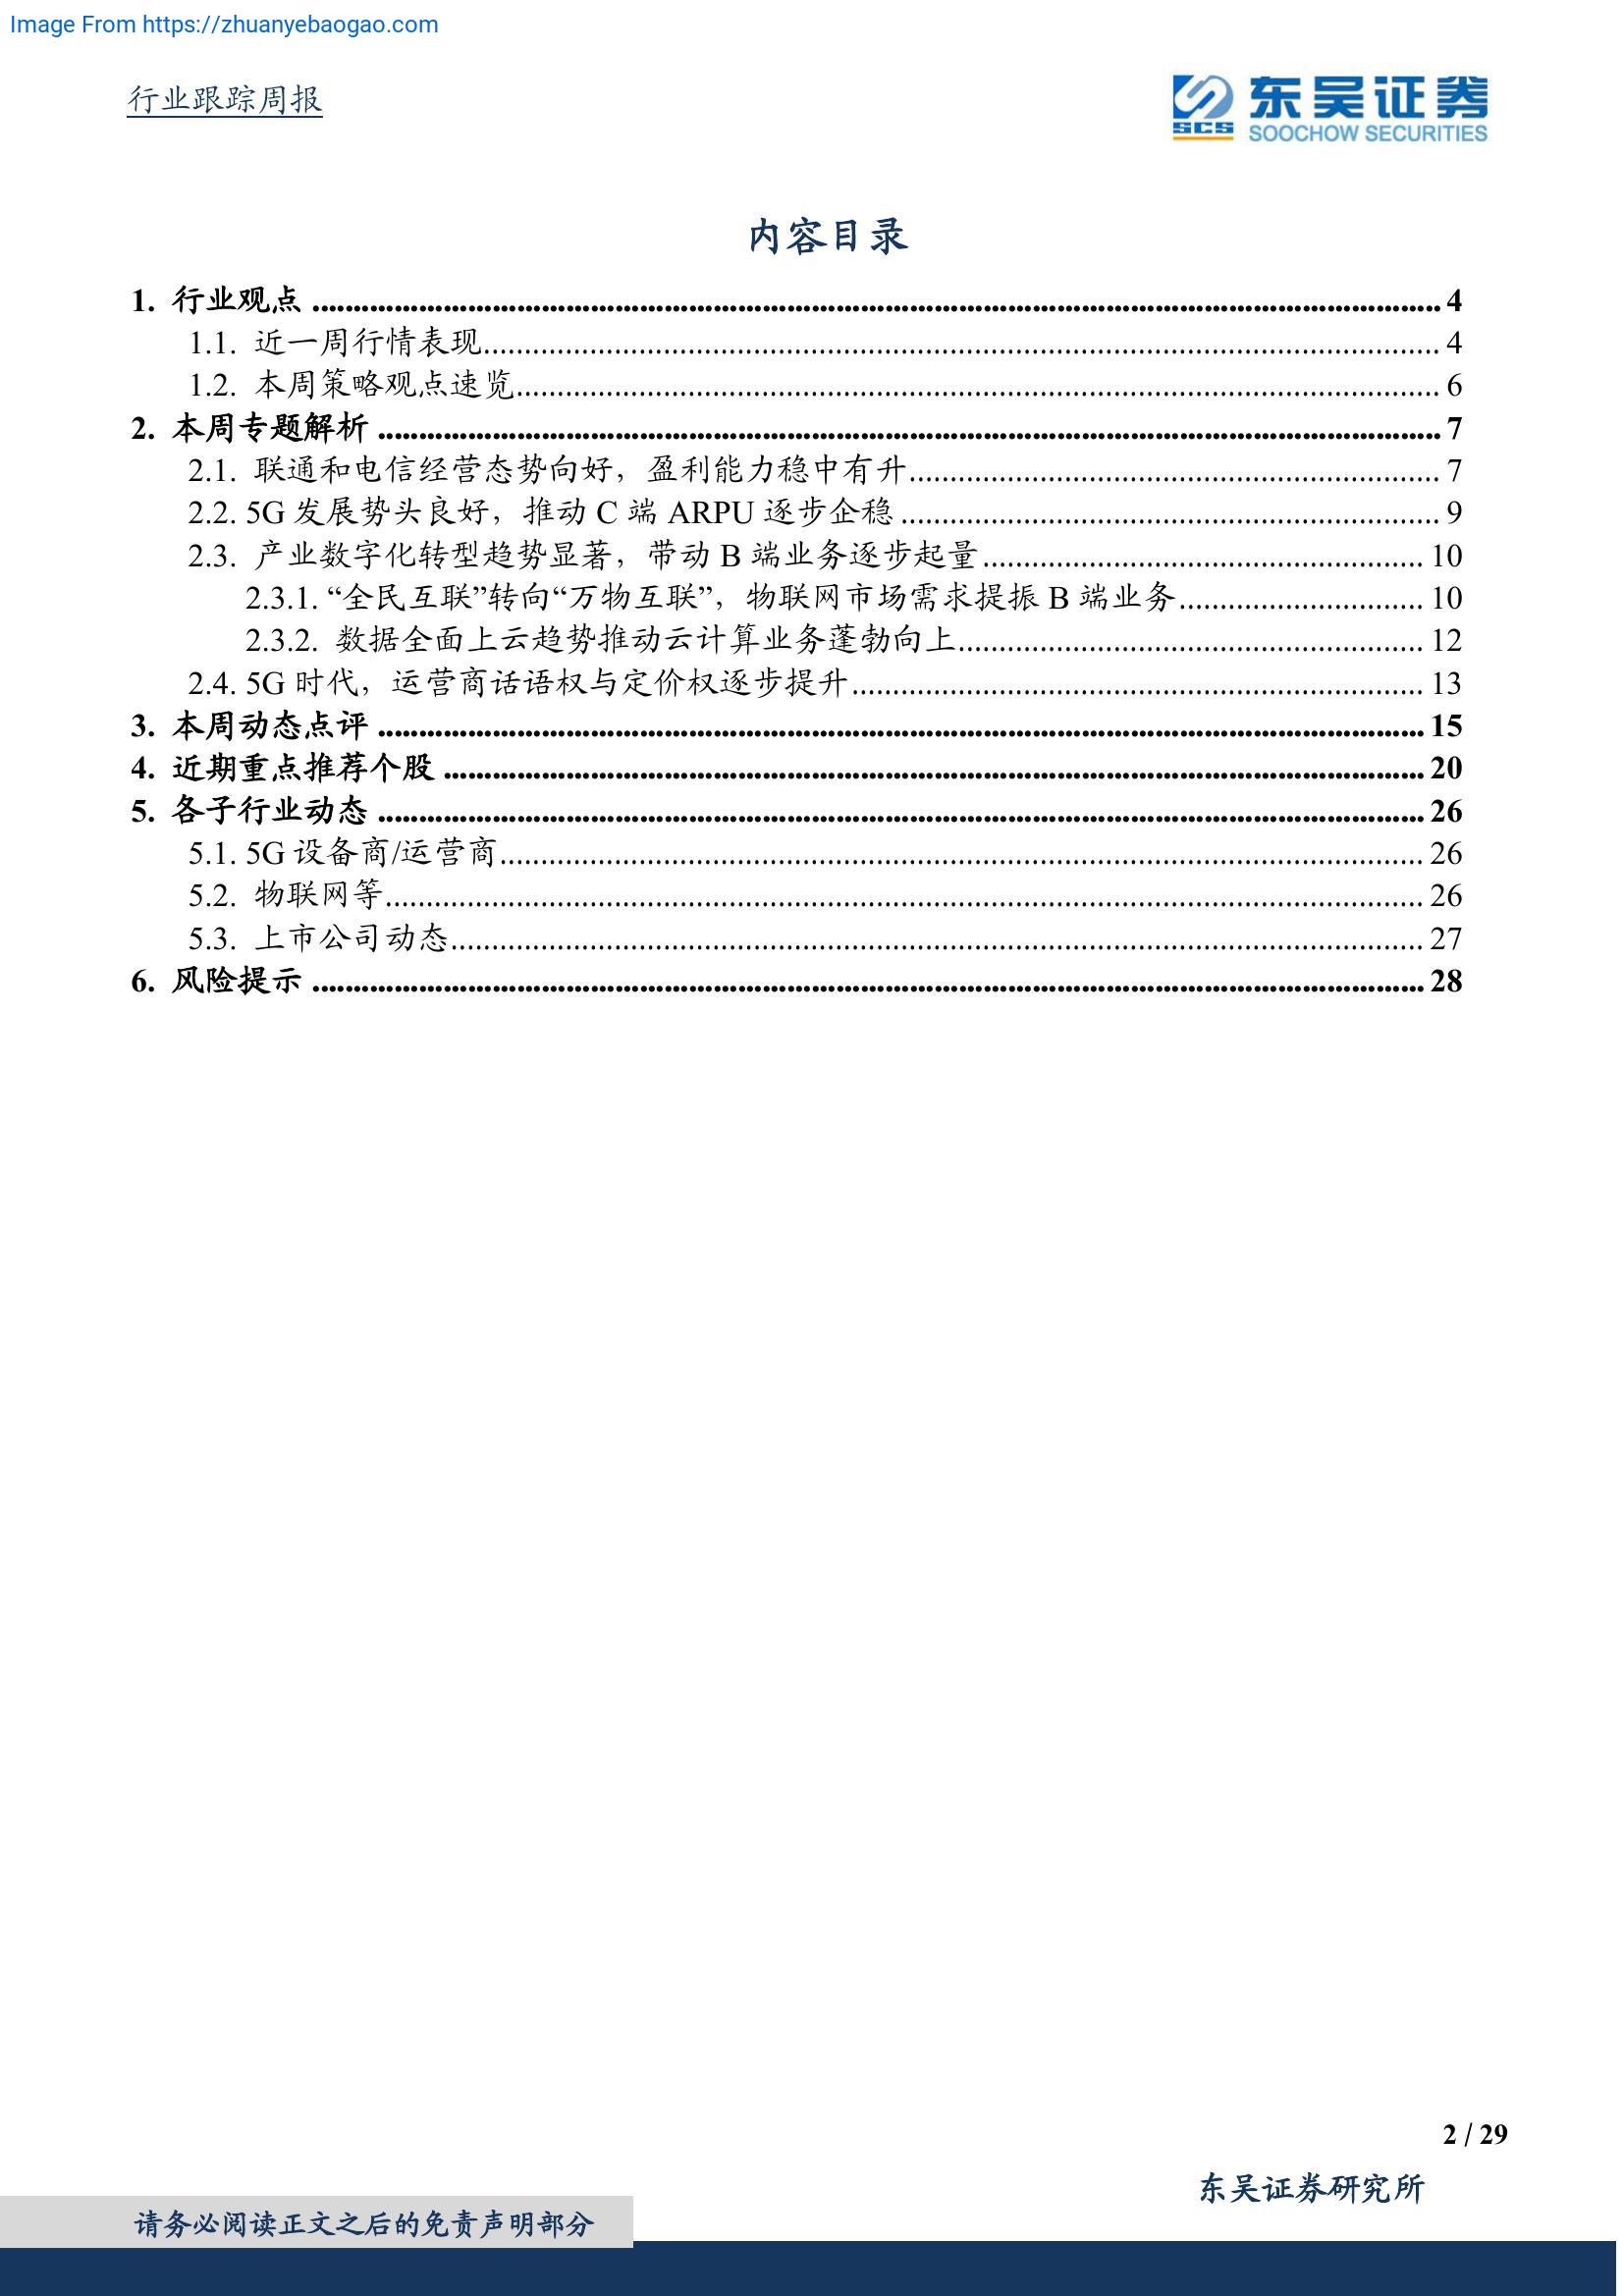 Image From https://zhuanyebaogao.com
行业跟踪周报
东吴证券
SCS
SOOCHOW SECURITIES
内容目录
1. 行业观点 ........................................ 4
1.1. 近一周行情表现 ........................................ 4
1.2. 本周策略观点速览 ........................................ 6
2. 本周专题解析 ........................................ 7
2.1. 联通和电信经营态势向好，盈利能力稳中有升 ........................................ 7
2.2. 5G 发展势头良好，推动 C 端 ARPU 逐步企稳 ........................................ 9
2.3. 产业数字化转型趋势显著，带动 B 端业务逐步起量 ........................................ 10
2.3.1. “全民互联”转向“万物互联”，物联网市场需求提振 B 端业务 ........................................ 10
2.3.2. 数据全面上云趋势推动云计算业务蓬勃向上 ........................................ 12
2.4. 5G 时代，运营商话语权与定价权逐步提升 ........................................ 13
3. 本周动态点评 ........................................ 15
4. 近期重点推荐个股 ........................................ 20
5. 各子行业动态 ........................................ 26
5.1. 5G 设备商/运营商 ........................................ 26
5.2. 物联网等 ........................................ 26
5.3. 上市公司动态 ........................................ 27
6. 风险提示 ........................................ 28
2 / 29
东吴证券研究所
请务必阅读正文之后的免责声明部分